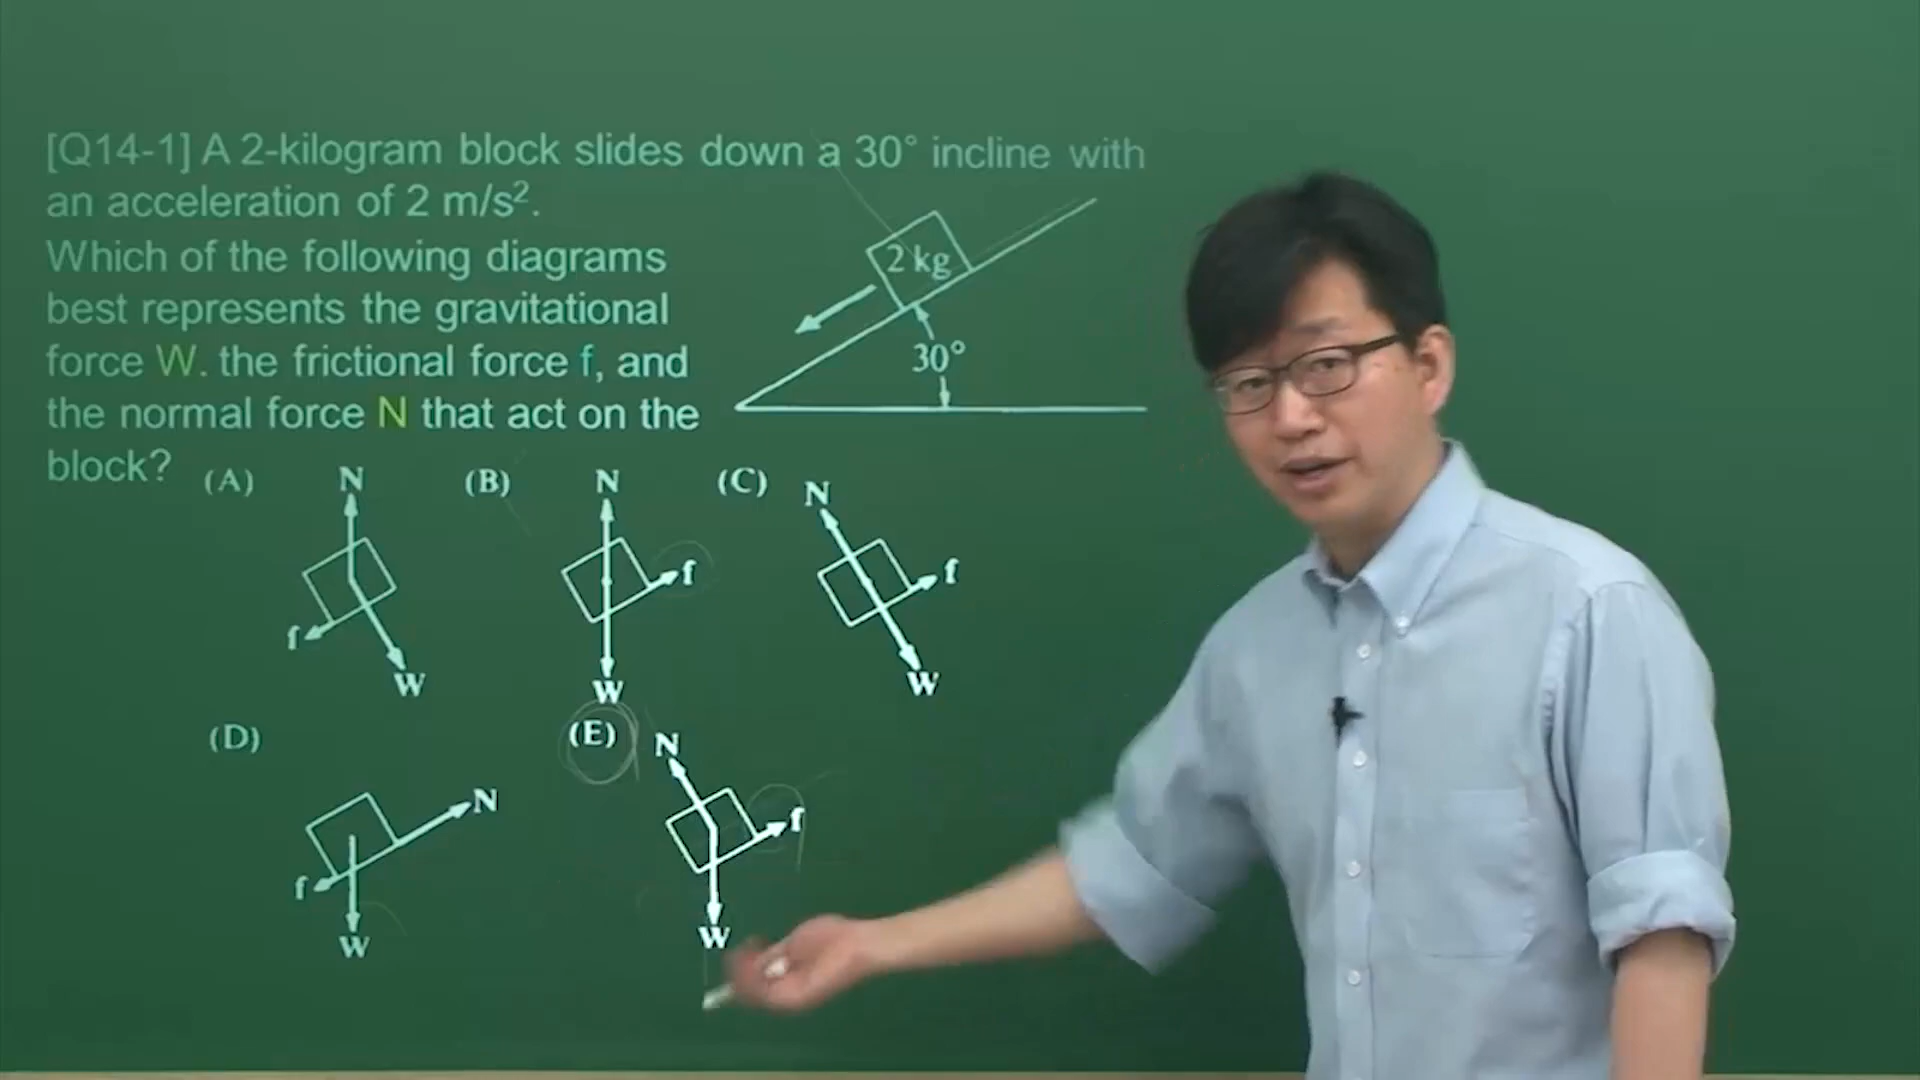 [Q14-1] A 2-kilogram block slides down a 30° incline with
an acceleration of 2 m/s².
Which of the following diagrams
best represents the gravitational
force W. the frictional force f, and
the normal force N that act on the
block?
2 kg
30°
(A) N f W
(B) N f W
(C) N f W
(D) N f W
(E) N f W